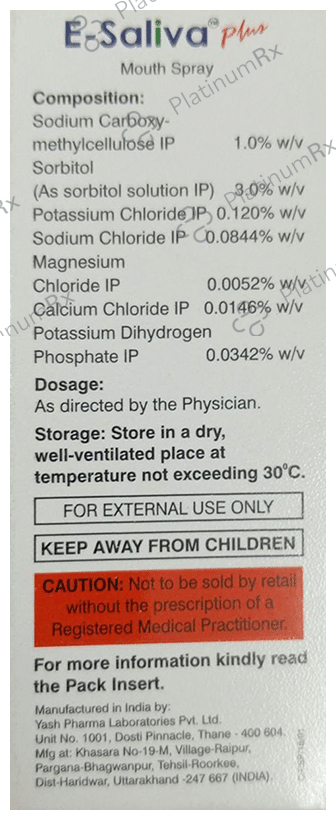 E-Saliva™ plus
Mouth Spray
Composition:
Sodium Carboxy-
methylcellulose IP 1.0% w/v
Sorbitol
(As sorbitol solution IP) 3.0% w/v
Potassium Chloride IP 0.120% w/v
Sodium Chloride IP 0.0844% w/v
Magnesium
Chloride IP 0.0052% w/v
Calcium Chloride IP 0.0146% w/v
Potassium Dihydrogen
Phosphate IP 0.0342% w/v
Dosage:
As directed by the Physician.
Storage: Store in a dry,
well-ventilated place at
temperature not exceeding 30°C.
FOR EXTERNAL USE ONLY
KEEP AWAY FROM CHILDREN
CAUTION: Not to be sold by retail
without the prescription of a
Registered Medical Practitioner.
For more information kindly read
the Pack Insert.
Manufactured in India by:
Yash Pharma Laboratories Pvt. Ltd.
Unit No. 1001, Dosti Pinnacle, Thane - 400 604.
Mfg at: Khasara No-19-M, Village-Raipur,
Pargana-Bhagwanpur, Tehsil-Roorkee,
Dist-Haridwar, Uttarakhand -247 667 (INDIA).
PlatinumRx
PlatinumRx
PlatinumRx